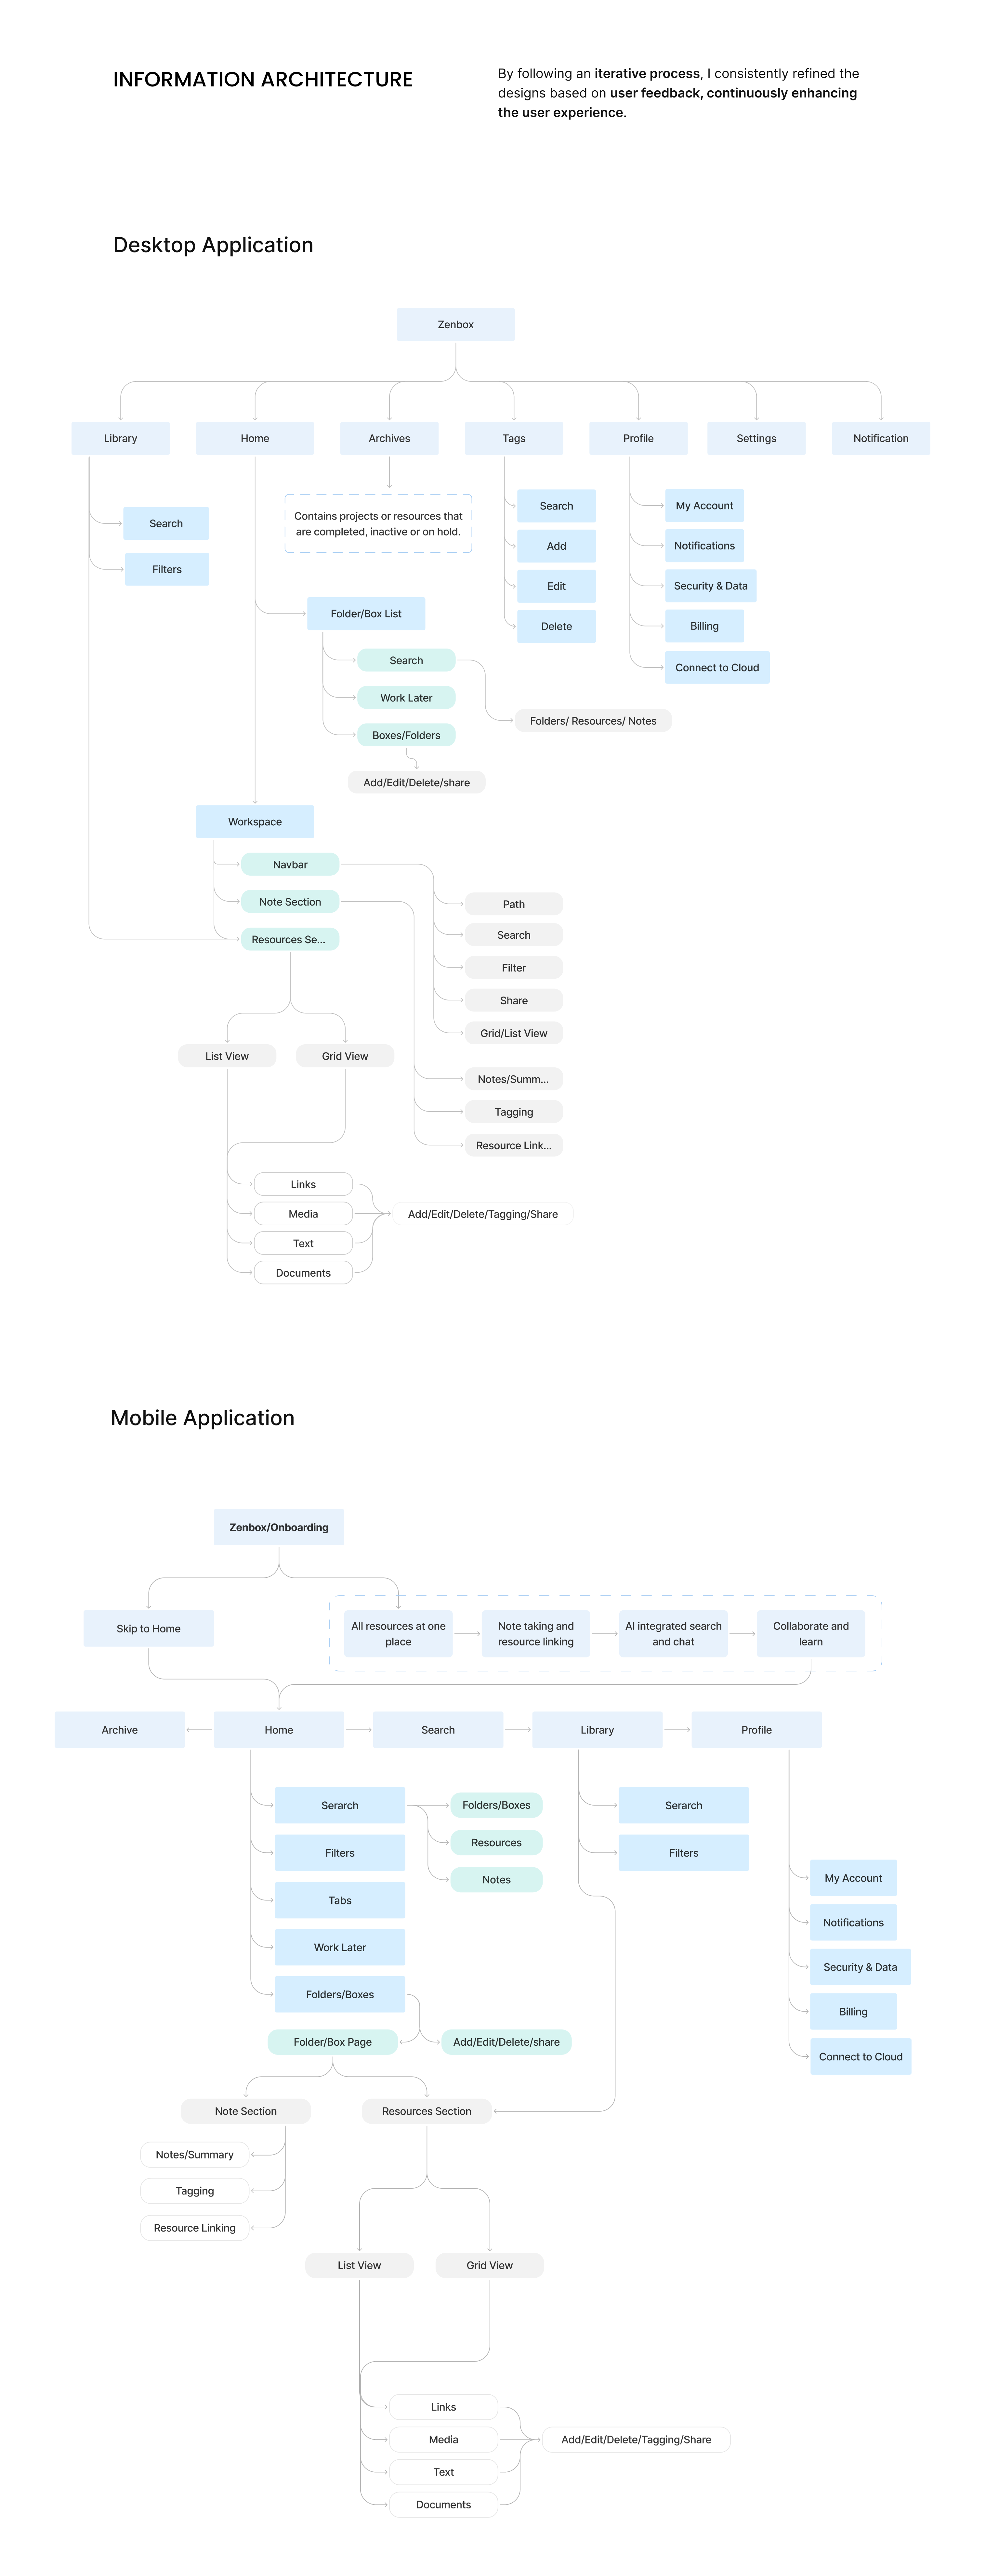 INFORMATION ARCHITECTURE
By following an iterative process, I consistently refined the
designs based on user feedback, continuously enhancing
the user experience.
Desktop Application
Zenbox
Library
Home
Archives
Tags
Profile
Settings
Notification
Search
Filters
Contains projects or resources that
are completed, inactive or on hold.
Search
Add
Edit
Delete
My Account
Notifications
Security & Data
Billing
Connect to Cloud
Folder/Box List
Search
Work Later
Boxes/Folders
Folders/ Resources/ Notes
Add/Edit/Delete/share
Workspace
Navbar
Note Section
Resources Se...
Path
Search
Filter
Share
Grid/List View
List View
Grid View
Notes/Summ...
Tagging
Resource Link...
Links
Media
Text
Documents
Add/Edit/Delete/Tagging/Share
Mobile Application
Zenbox/Onboarding
Skip to Home
All resources at one
place
Note taking and
resource linking
AI integrated search
and chat
Collaborate and
learn
Archive
Home
Search
Library
Profile
Serarch
Filters
Tabs
Work Later
Folders/Boxes
Folders/Boxes
Resources
Notes
Serarch
Filters
My Account
Notifications
Security & Data
Billing
Connect to Cloud
Folder/Box Page
Add/Edit/Delete/share
Note Section
Resources Section
Notes/Summary
Tagging
Resource Linking
List View
Grid View
Links
Media
Text
Documents
Add/Edit/Delete/Tagging/Share